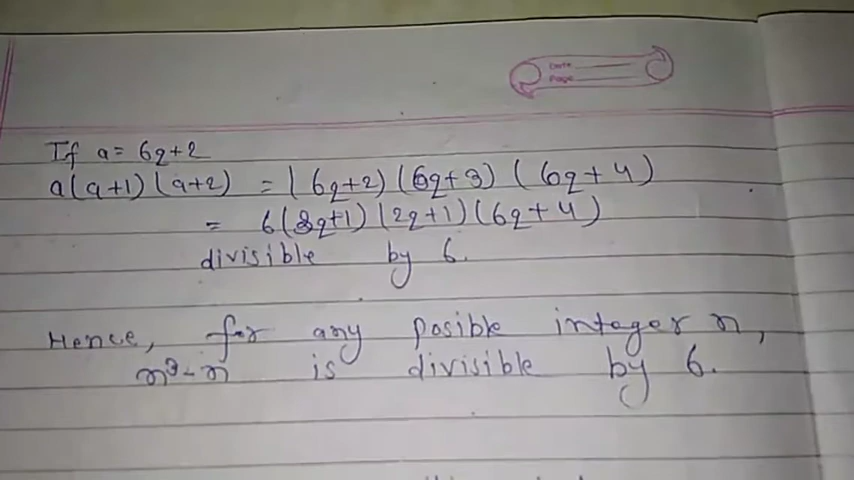 Date
Page
If a = 6q+2
a(a+1)(a+2) = (6q+2)(6q+3)(6q+4)
= 6(3q+1)(2q+1)(6q+4)
divisible by 6.
Hence, for any posible integer n,
n³-n is divisible by 6.